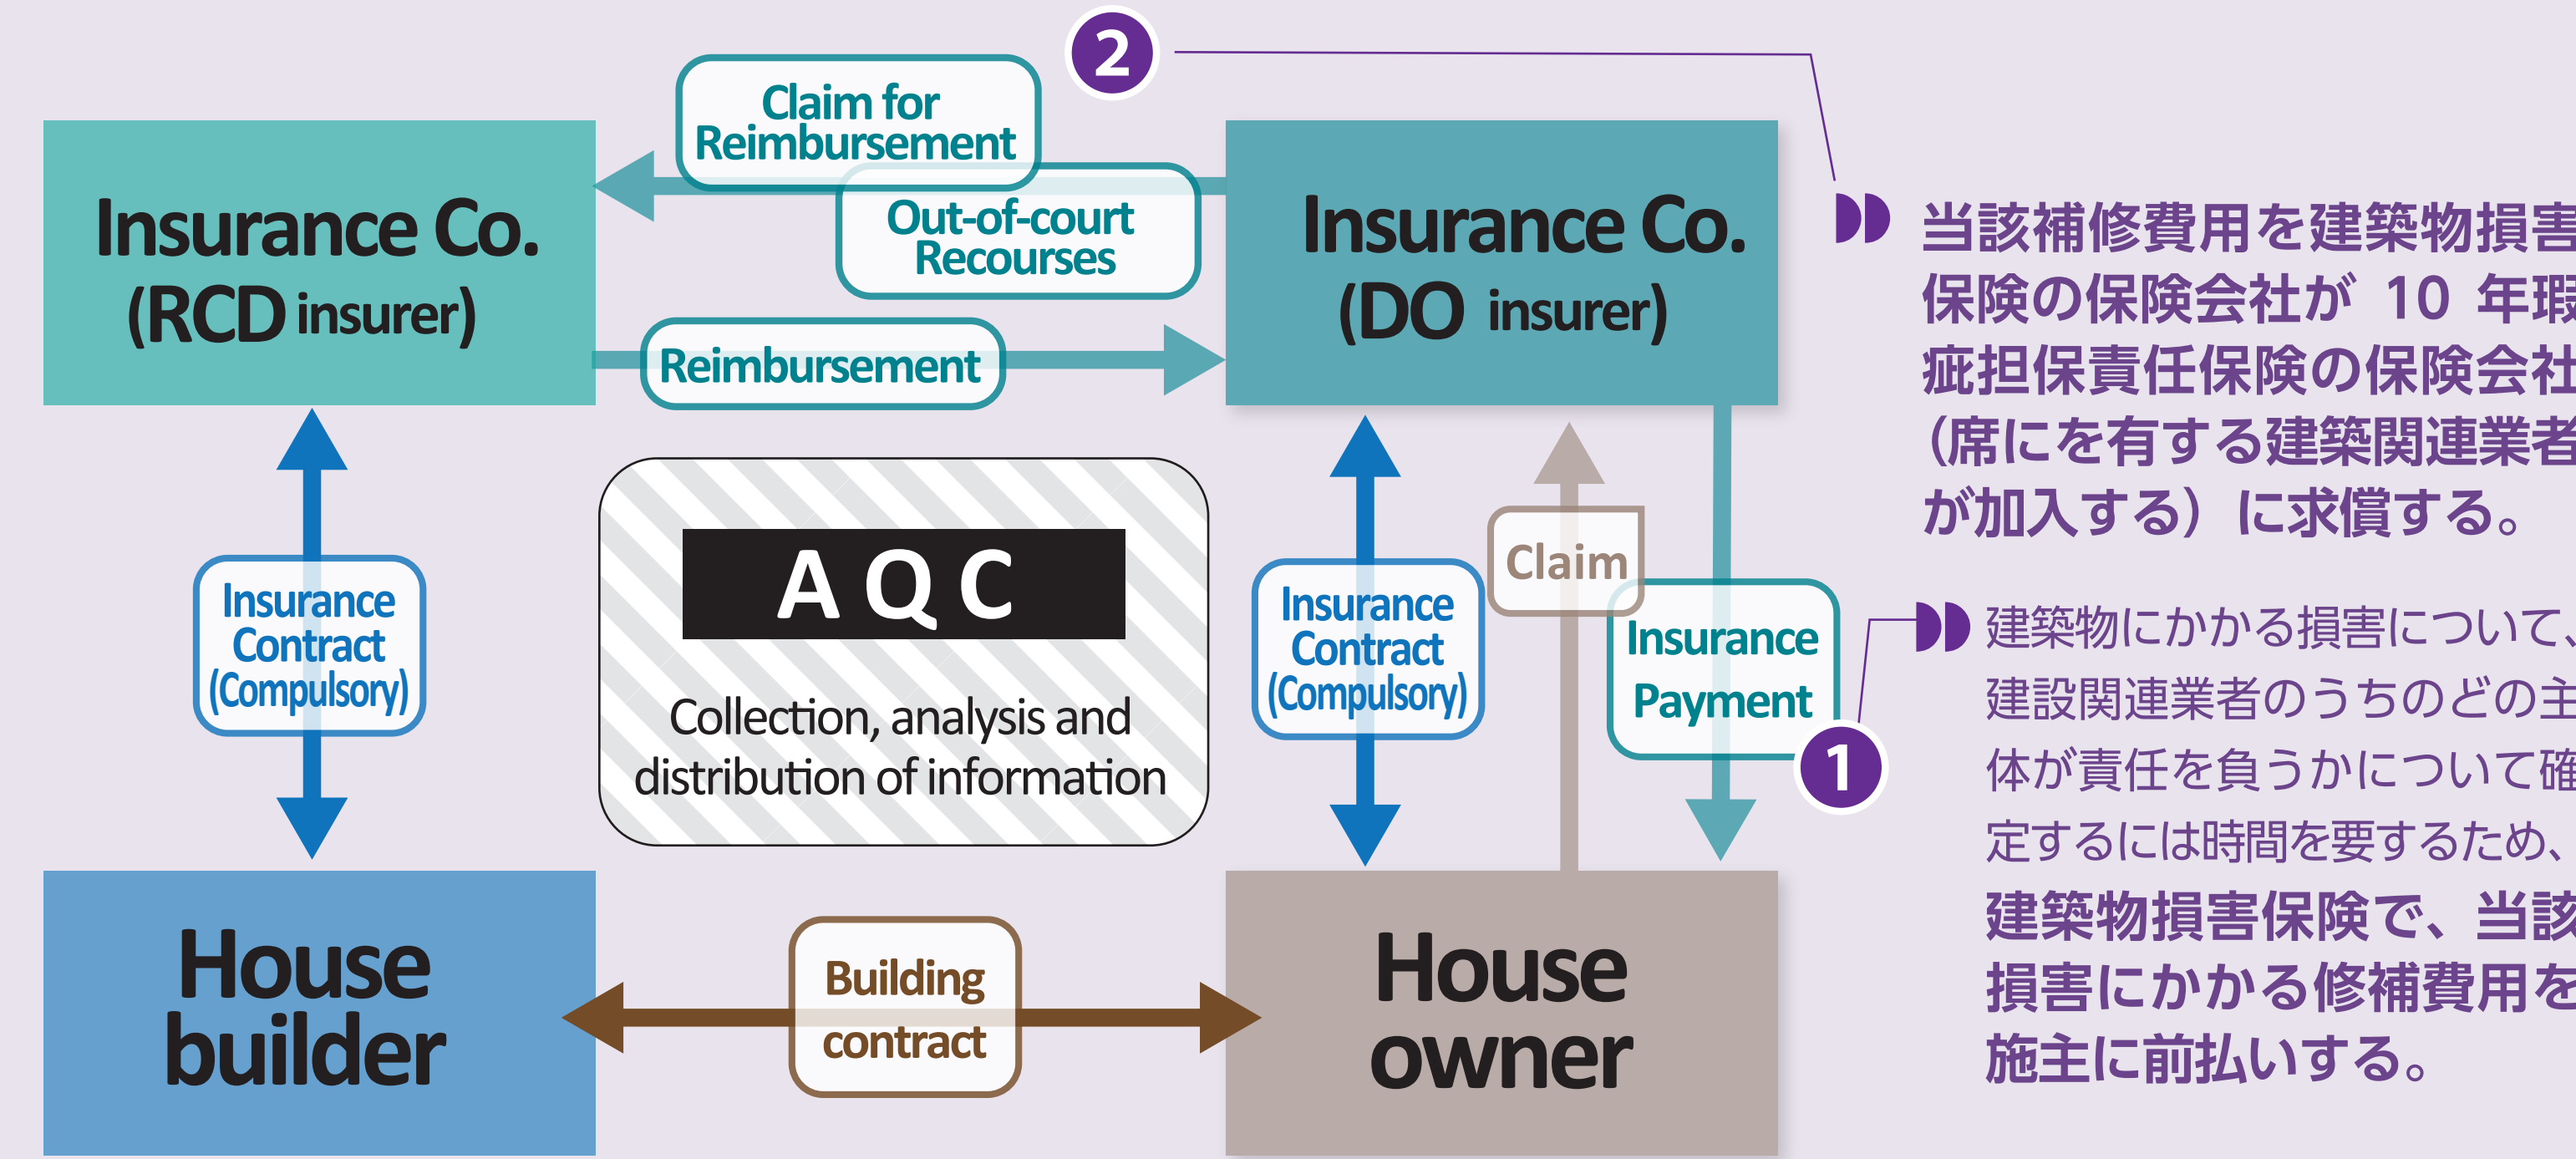 2
Claim for
Reimbursement
Out-of-court
Recourses
Insurance Co.
(RCD insurer)
Insurance Co.
(DO insurer)
Reimbursement
Insurance
Contract
(Compulsory)
A Q C
Collection, analysis and
distribution of information
Insurance
Contract
(Compulsory)
Claim
Insurance
Payment
1
House
builder
Building
contract
House
owner
当該補修費用を建築物損害
保険の保険会社が 10 年瑕
疵担保責任保険の保険会社
（席にを有する建築関連業者
が加入する）に求償する。
建築物にかかる損害について、
建設関連業者のうちのどの主
体が責任を負うかについて確
定するには時間を要するため、
建築物損害保険で、当該
損害にかかる修補費用を
施主に前払いする。